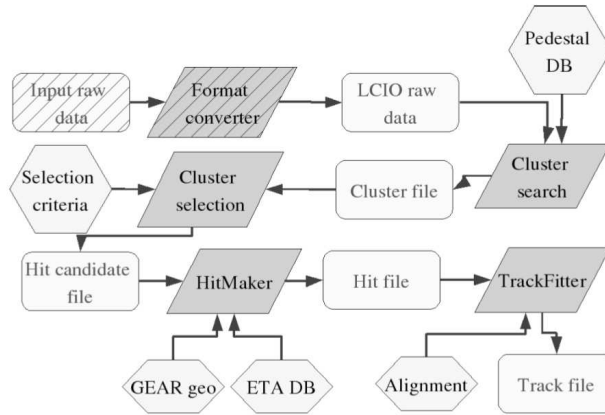 Pedestal
DB
Input raw
data
Format
converter
LCIO raw
data
Selection
criteria
Cluster
selection
Cluster file
Cluster
search
Hit candidate
file
HitMaker
Hit file
TrackFitter
GEAR geo
ETA DB
Alignment
Track file